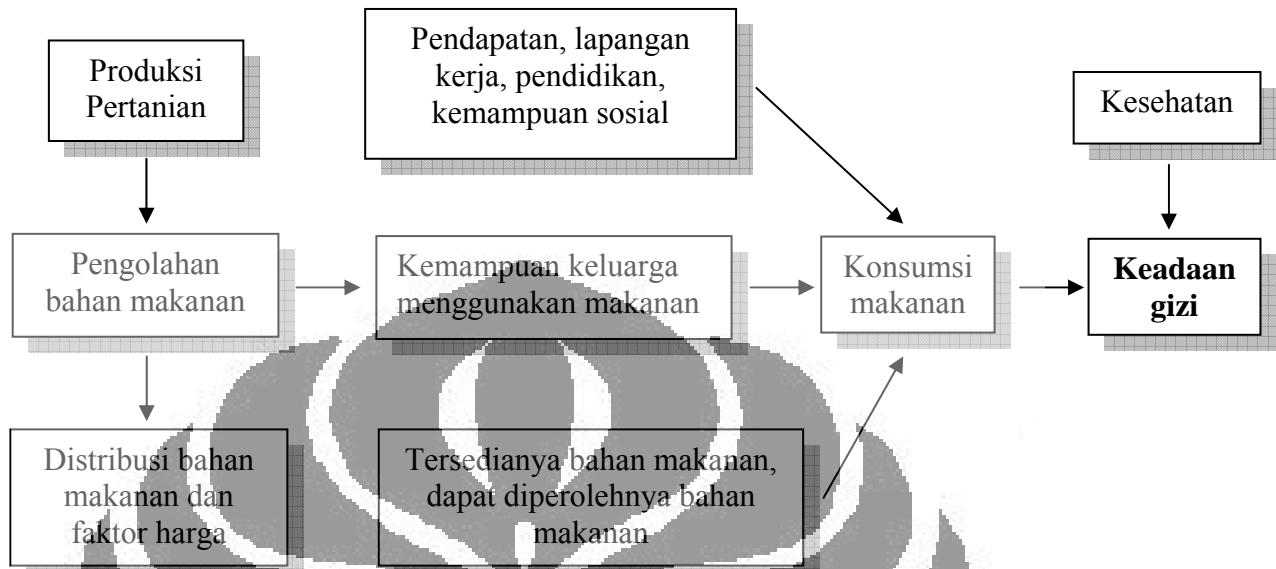 Produksi
Pertanian
Pendapatan, lapangan
kerja, pendidikan,
kemampuan sosial
Kesehatan
Pengolahan
bahan makanan
Kemampuan keluarga
menggunakan makanan
Konsumsi
makanan
Keadaan
gizi
Distribusi bahan
makanan dan
faktor harga
Tersedianya bahan makanan,
dapat diperolehnya bahan
makanan